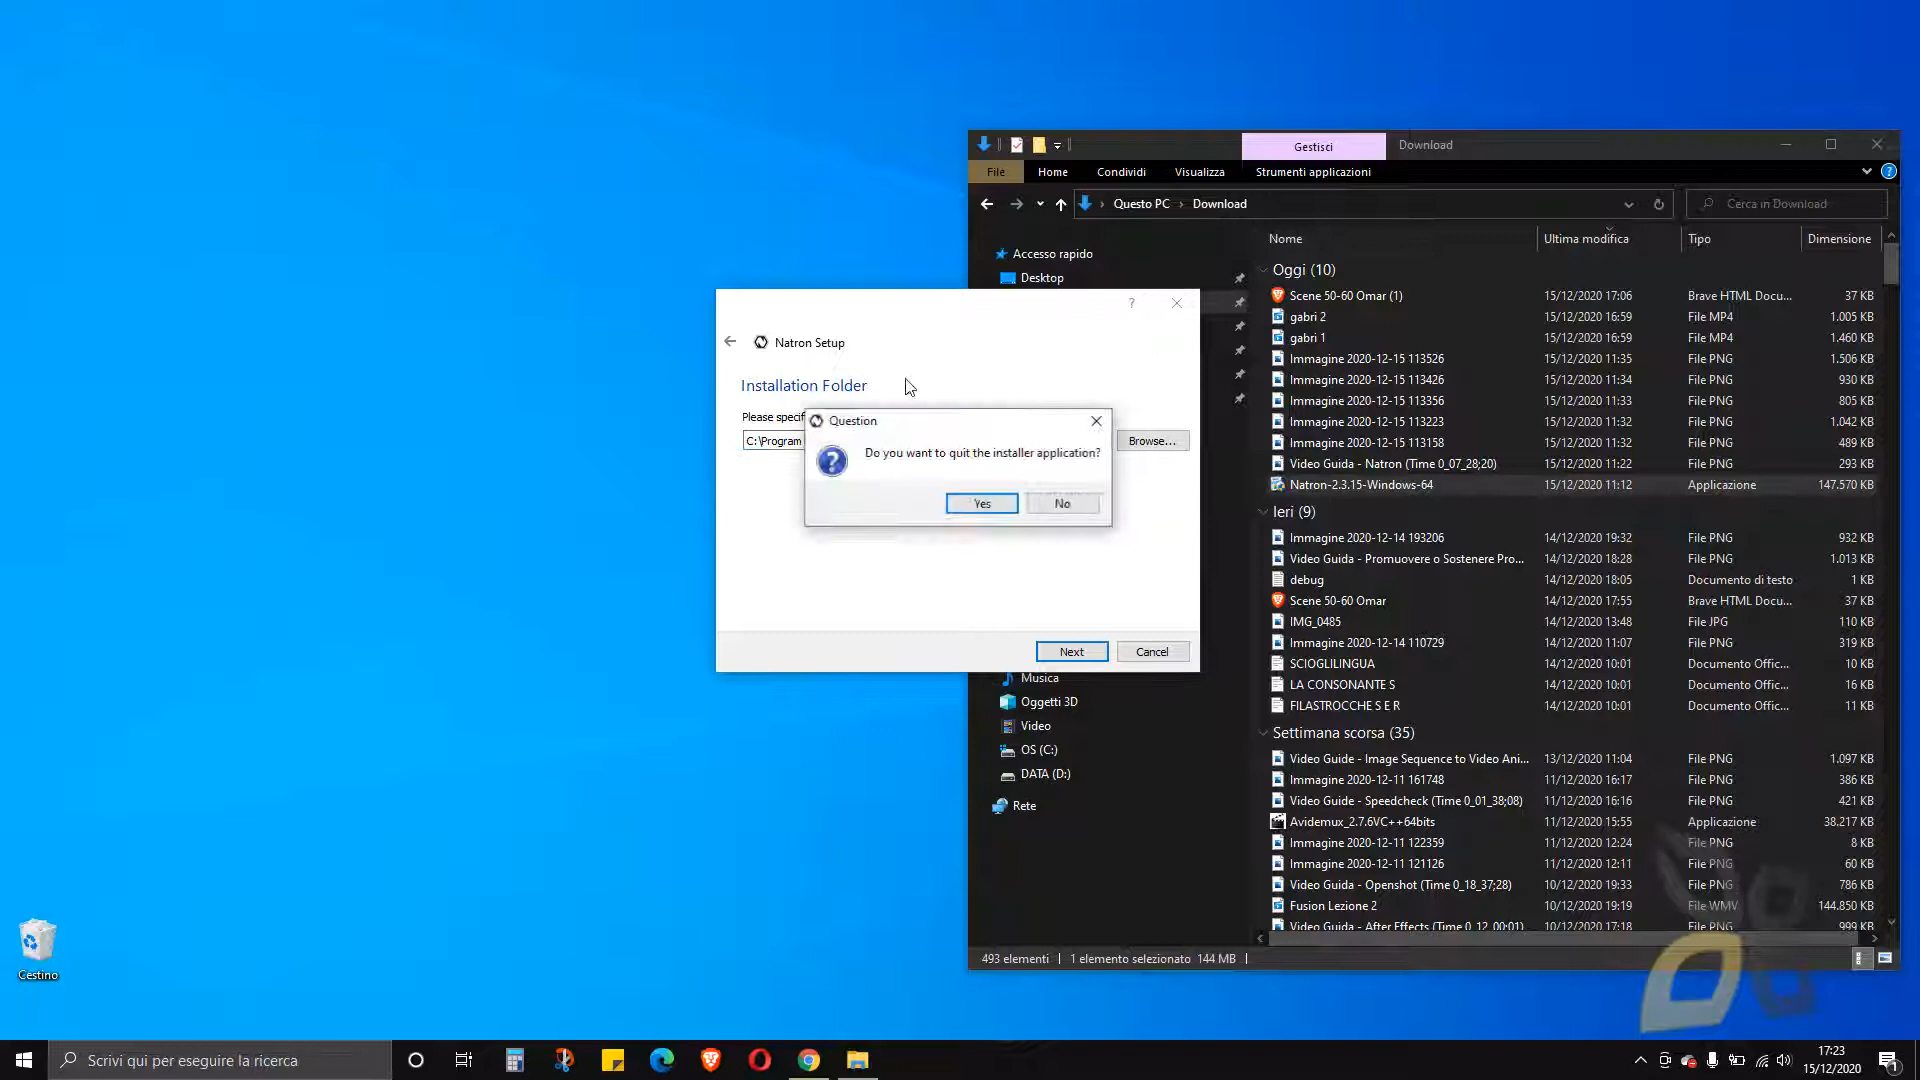 Gestisci
Download
File
Home
Condividi
Visualizza
Strumenti applicazioni
Questo PC
Download
Cerca in Download
Nome
Ultima modifica
Tipo
Dimensione
Accesso rapido
Desktop
Oggi (10)
Scene 50-60 Omar (1) 15/12/2020 17:06 Brave HTML Docu... 37 KB
gabri 2 15/12/2020 16:59 File MP4 1.005 KB
gabri 1 15/12/2020 16:59 File MP4 1.460 KB
Immagine 2020-12-15 113526 15/12/2020 11:35 File PNG 1.506 KB
Immagine 2020-12-15 113426 15/12/2020 11:34 File PNG 930 KB
Immagine 2020-12-15 113356 15/12/2020 11:33 File PNG 805 KB
Immagine 2020-12-15 113223 15/12/2020 11:32 File PNG 1.042 KB
Immagine 2020-12-15 113158 15/12/2020 11:32 File PNG 489 KB
Video Guida - Natron (Time 0_07_28;20) 15/12/2020 11:22 File PNG 293 KB
Natron-2.3.15-Windows-64 15/12/2020 11:12 Applicazione 147.570 KB
Ieri (9)
Immagine 2020-12-14 193206 14/12/2020 19:32 File PNG 932 KB
Video Guida - Promuovere o Sostenere Pro... 14/12/2020 18:28 File PNG 1.013 KB
debug 14/12/2020 18:05 Documento di testo 1 KB
Scene 50-60 Omar 14/12/2020 17:55 Brave HTML Docu... 37 KB
IMG_0485 14/12/2020 13:48 File JPG 110 KB
Immagine 2020-12-14 110729 14/12/2020 11:07 File PNG 319 KB
SCIOGLILINGUA 14/12/2020 10:01 Documento Offic... 10 KB
LA CONSONANTE S 14/12/2020 10:01 Documento Offic... 16 KB
FILASTROCCHE S E R 14/12/2020 10:01 Documento Offic... 11 KB
Settimana scorsa (35)
Video Guide - Image Sequence to Video Ani... 13/12/2020 11:04 File PNG 1.097 KB
Immagine 2020-12-11 161748 11/12/2020 16:17 File PNG 386 KB
Video Guide - Speedcheck (Time 0_01_38;08) 11/12/2020 16:16 File PNG 421 KB
Avidemux_2.7.6VC++64bits 11/12/2020 15:55 Applicazione 38.217 KB
Immagine 2020-12-11 122359 11/12/2020 12:24 File PNG 8 KB
Immagine 2020-12-11 121126 11/12/2020 12:11 File PNG 60 KB
Video Guida - Openshot (Time 0_18_37;28) 10/12/2020 19:33 File PNG 786 KB
Fusion Lezione 2 10/12/2020 19:19 File WMV 144.850 KB
Video Guida - After Effects (Time 0_12_00;01) 10/12/2020 17:18 File PNG 999 KB
Musica
Oggetti 3D
Video
OS (C:)
DATA (D:)
Rete
493 elementi
1 elemento selezionato 144 MB
Natron Setup
Installation Folder
Please specif
C:\Program
Browse...
Question
Do you want to quit the installer application?
Yes
No
Next
Cancel
Cestino
Scrivi qui per eseguire la ricerca
17:23
15/12/2020
1